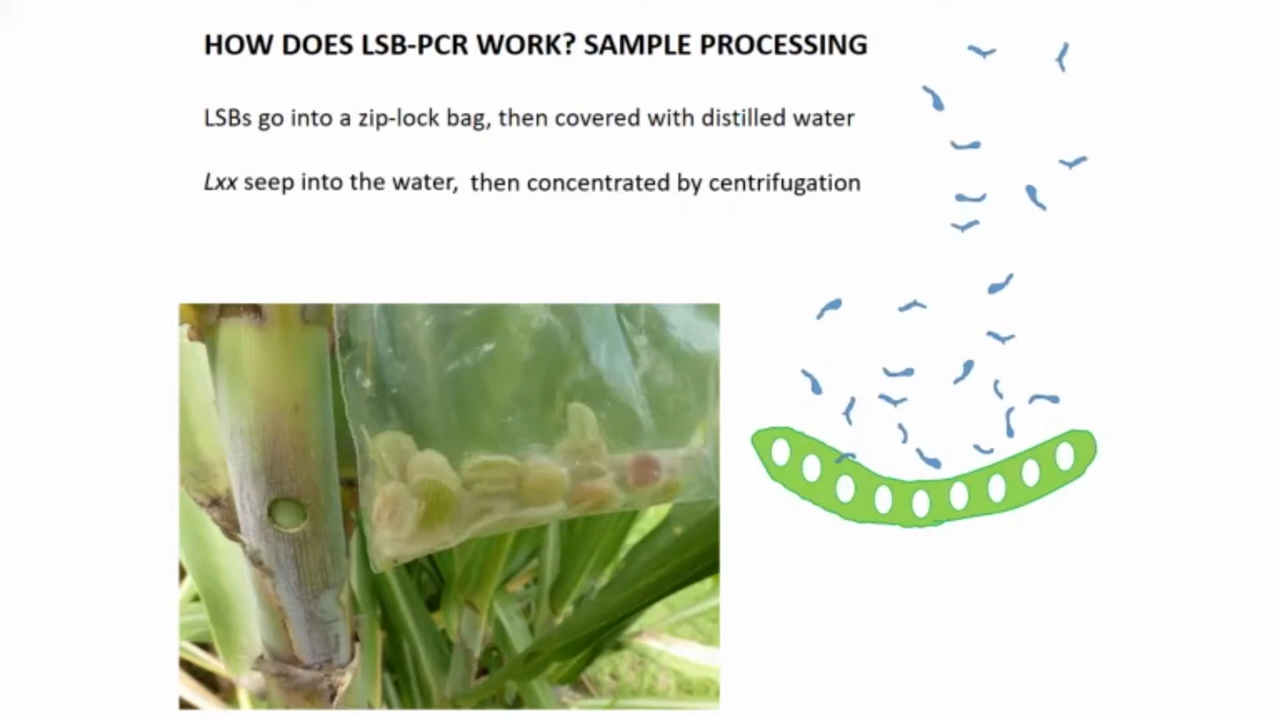 HOW DOES LSB-PCR WORK? SAMPLE PROCESSING
LSBs go into a zip-lock bag, then covered with distilled water
Lxx seep into the water, then concentrated by centrifugation